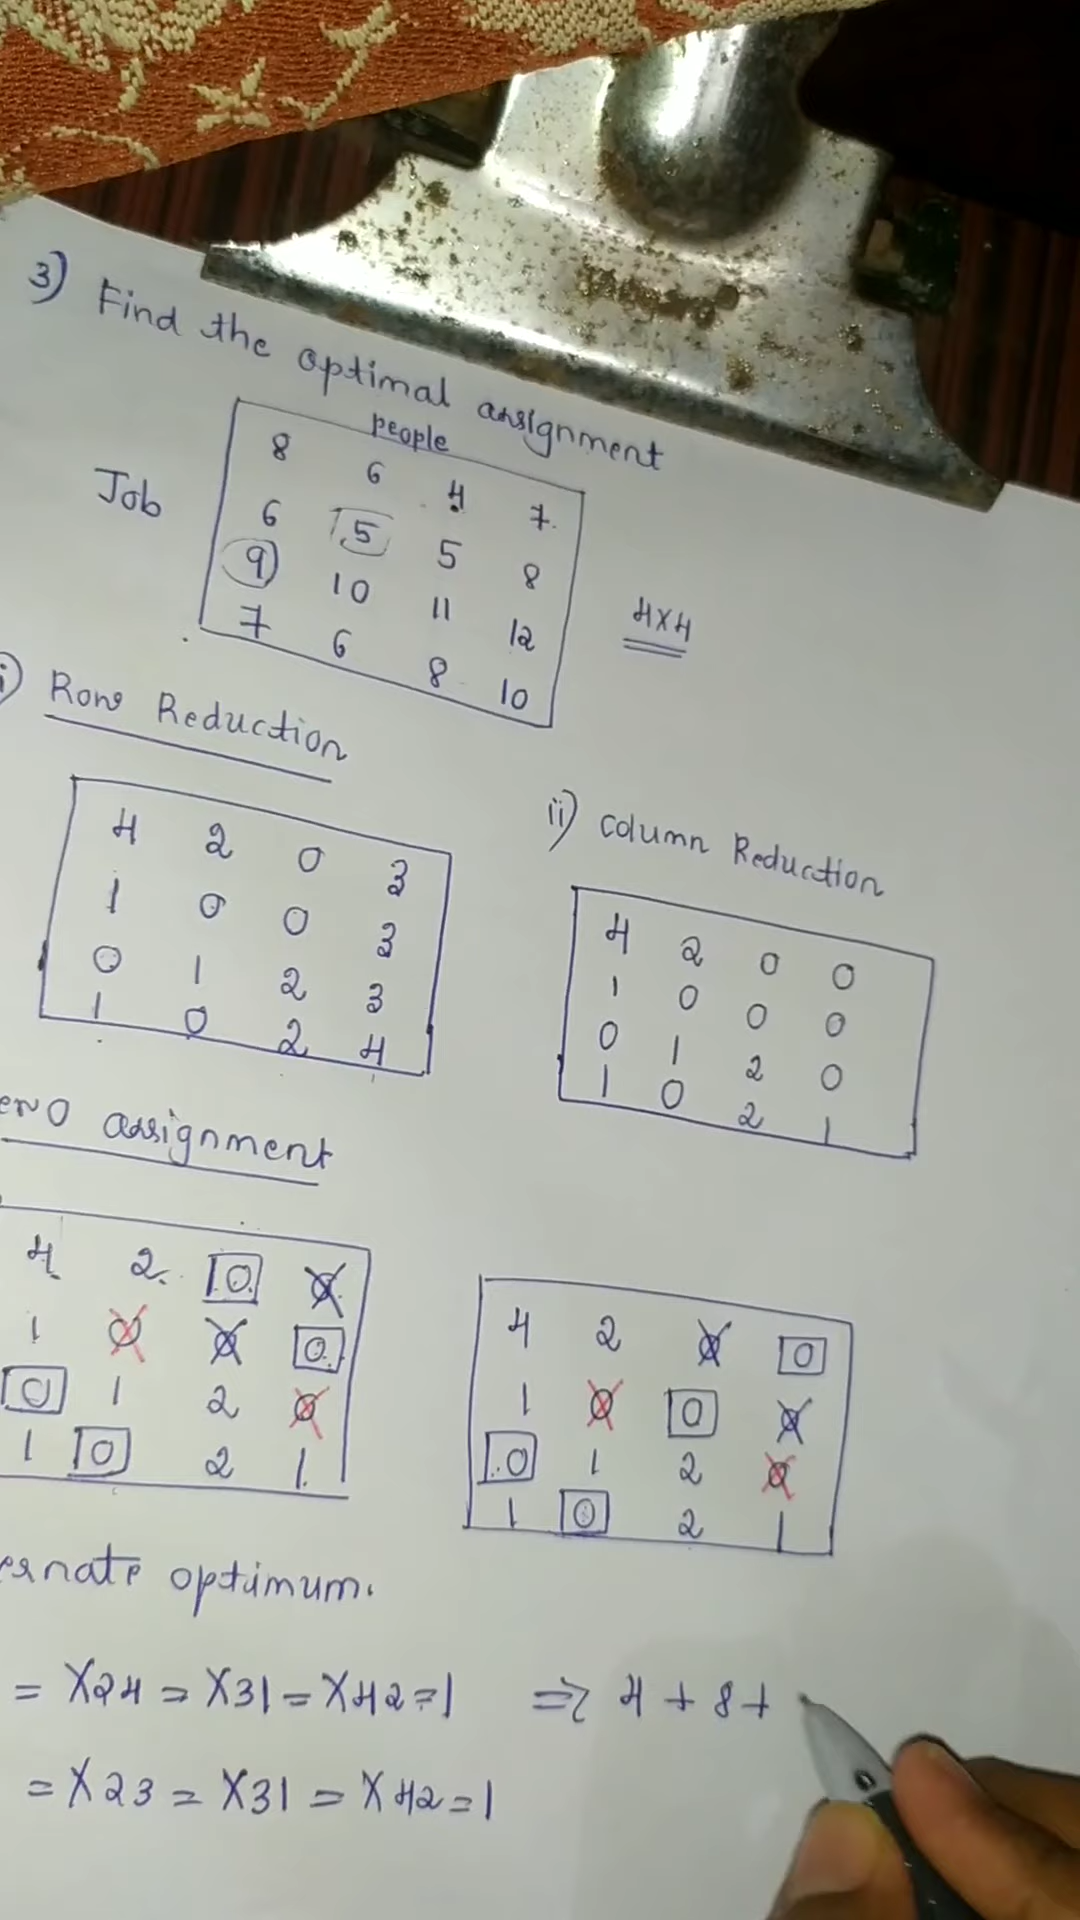 3) Find the optimal assignment
people
Job
8 6 4 7
6 5 5 8
9 10 11 12
7 6 8 10
4x4
i) Row Reduction
4 2 0 3
1 0 0 3
0 1 2 3
1 0 2 4
ii) column Reduction
4 2 0 0
1 0 0 0
0 1 2 0
1 0 2 1
ero assignment
4 2 0 0
1 0 0 0
0 1 2 0
1 0 2 1
4 2 0 0
1 0 0 0
0 1 2 0
1 0 2 1
ernate optimum.
= X24 = X31 = X42 = 1 => 4 + 8 +
= X23 = X31 = X42 = 1